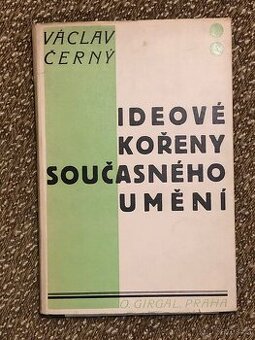 VÁCLAV
ČERNÝ
IDEOVÉ
KOŘENY
SOUČASNÉHO
UMĚNÍ
O. GIRGAL, PRAHA